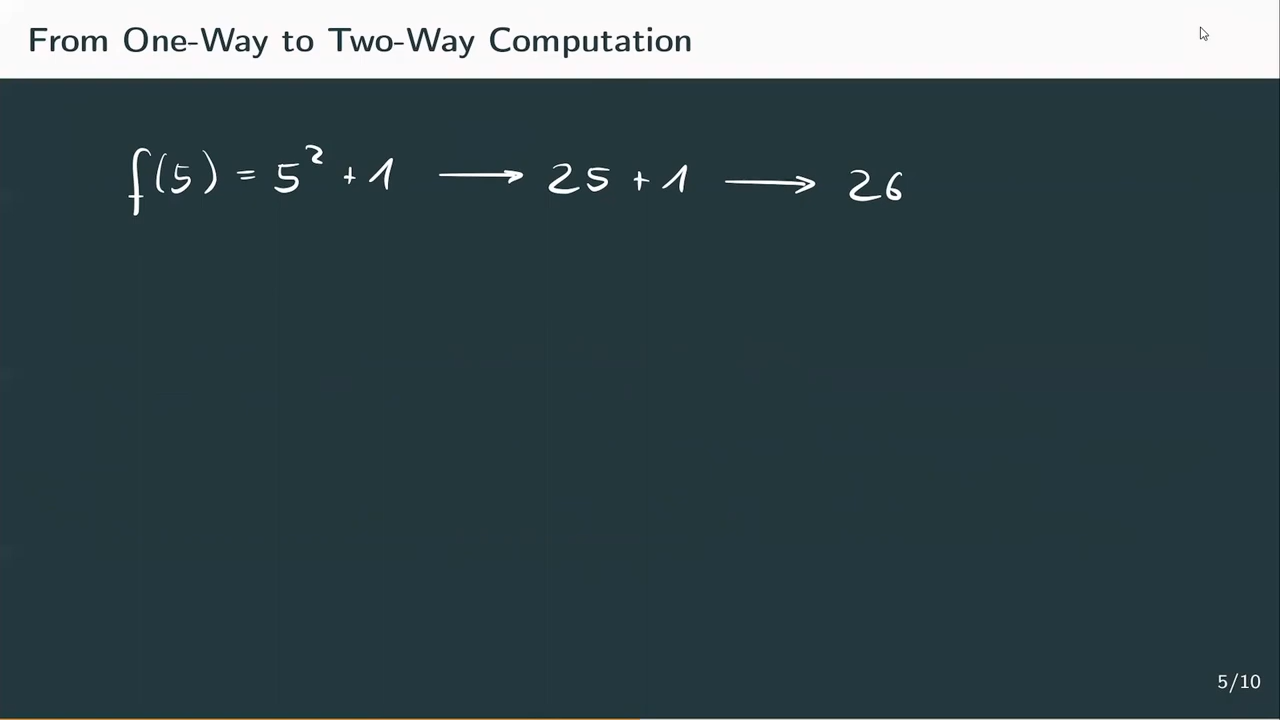 From One-Way to Two-Way Computation
f(5) = 5² + 1 ⟶ 25 + 1 ⟶ 26
5/10